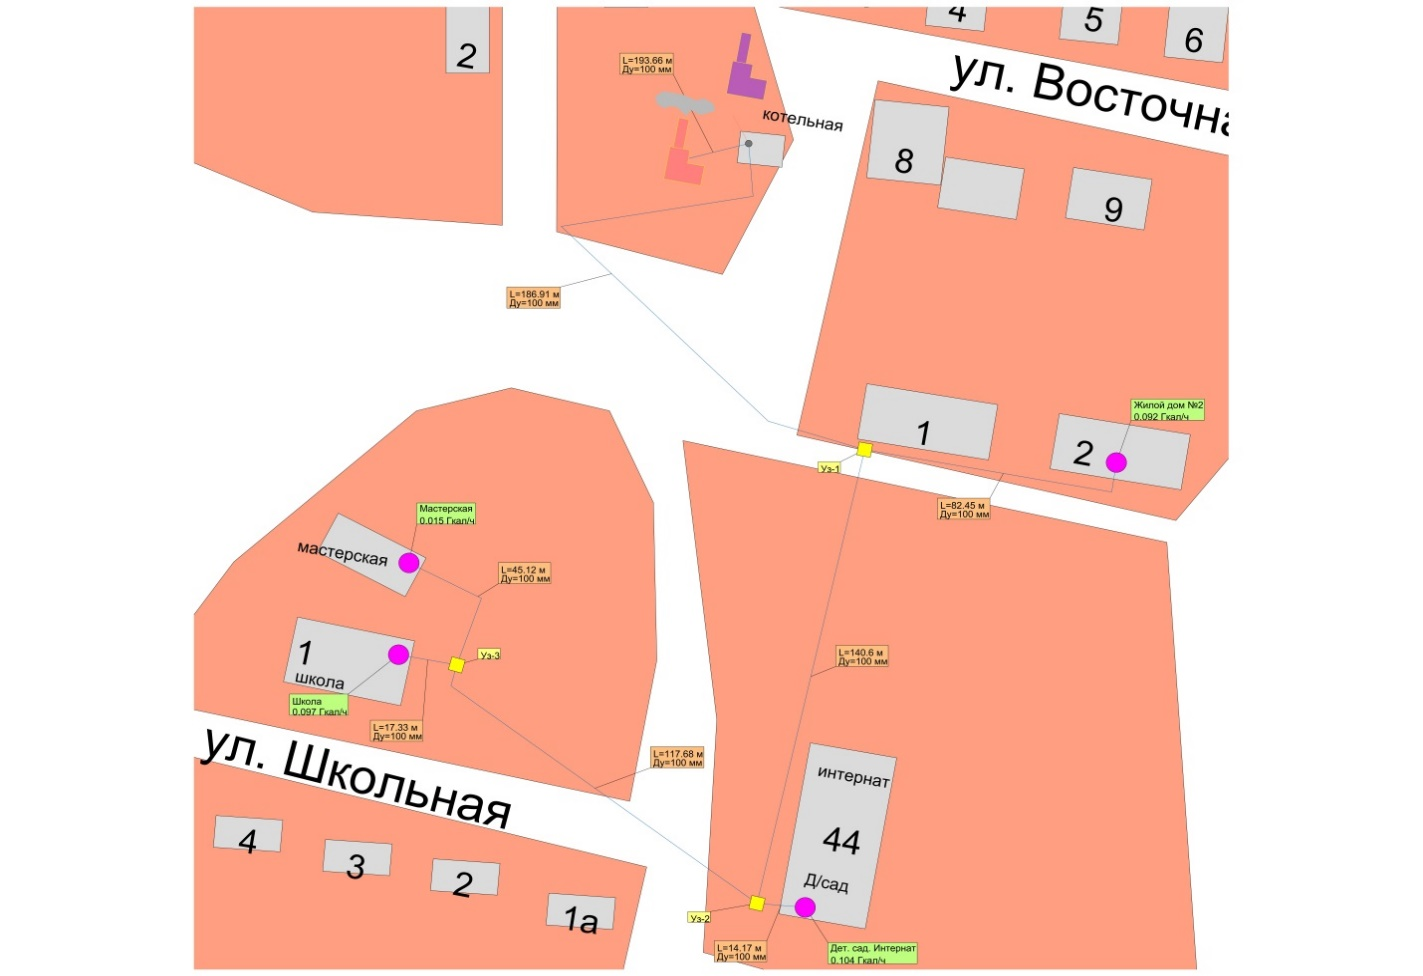 4
5
6
2
ул. Восточна
L=193.66 м
Ду=100 мм
котельная
8
9
L=186.91 м
Ду=100 мм
1
2
Жилой дом №2
0.092 Гкал/ч
Уз-1
L=82.45 м
Ду=100 мм
Мастерская
0.015 Гкал/ч
мастерская
L=45.12 м
Ду=100 мм
1
школа
Уз-3
Школа
0.097 Гкал/ч
L=17.33 м
Ду=100 мм
L=140.6 м
Ду=100 мм
ул. Школьная
L=117.68 м
Ду=100 мм
интернат
44
Д/сад
4
3
2
1а
Уз-2
L=14.17 м
Ду=100 мм
Дет. сад. Интернат
0.104 Гкал/ч